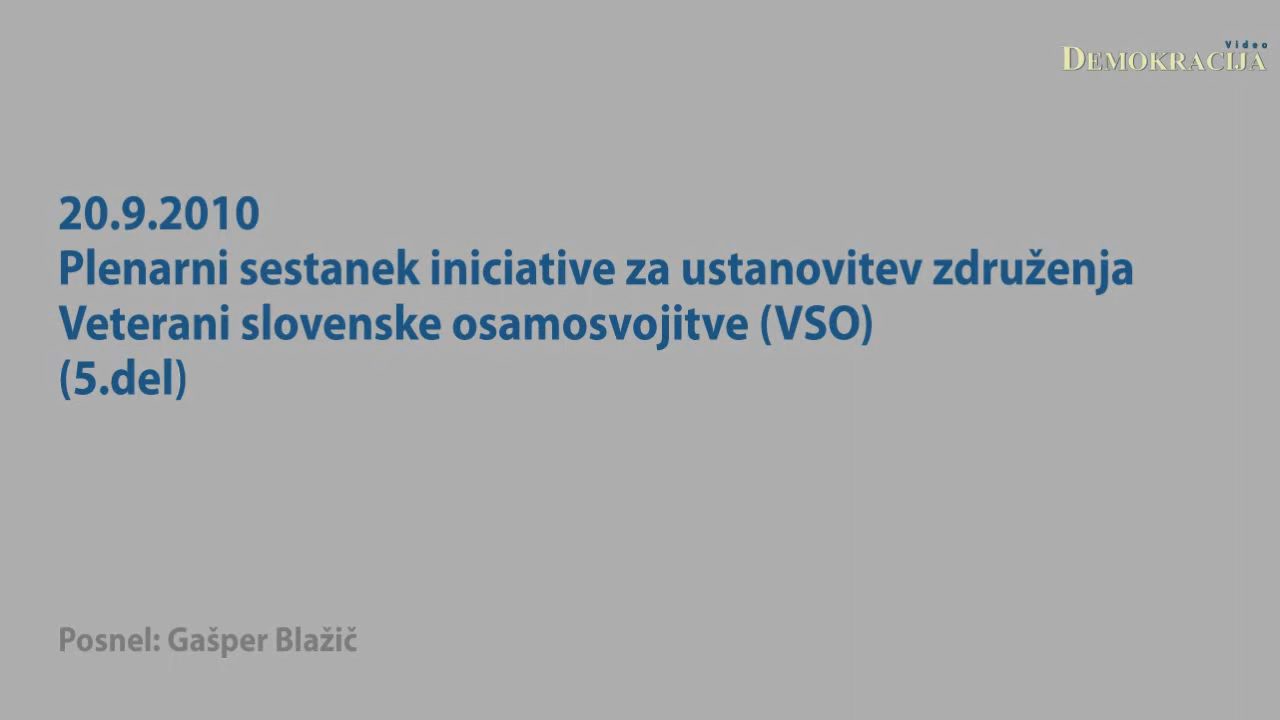 Video
DEMOKRACIJA
20.9.2010
Plenarni sestanek iniciative za ustanovitev združenja
Veterani slovenske osamosvojitve (VSO)
(5.del)
Posnel: Gašper Blažič